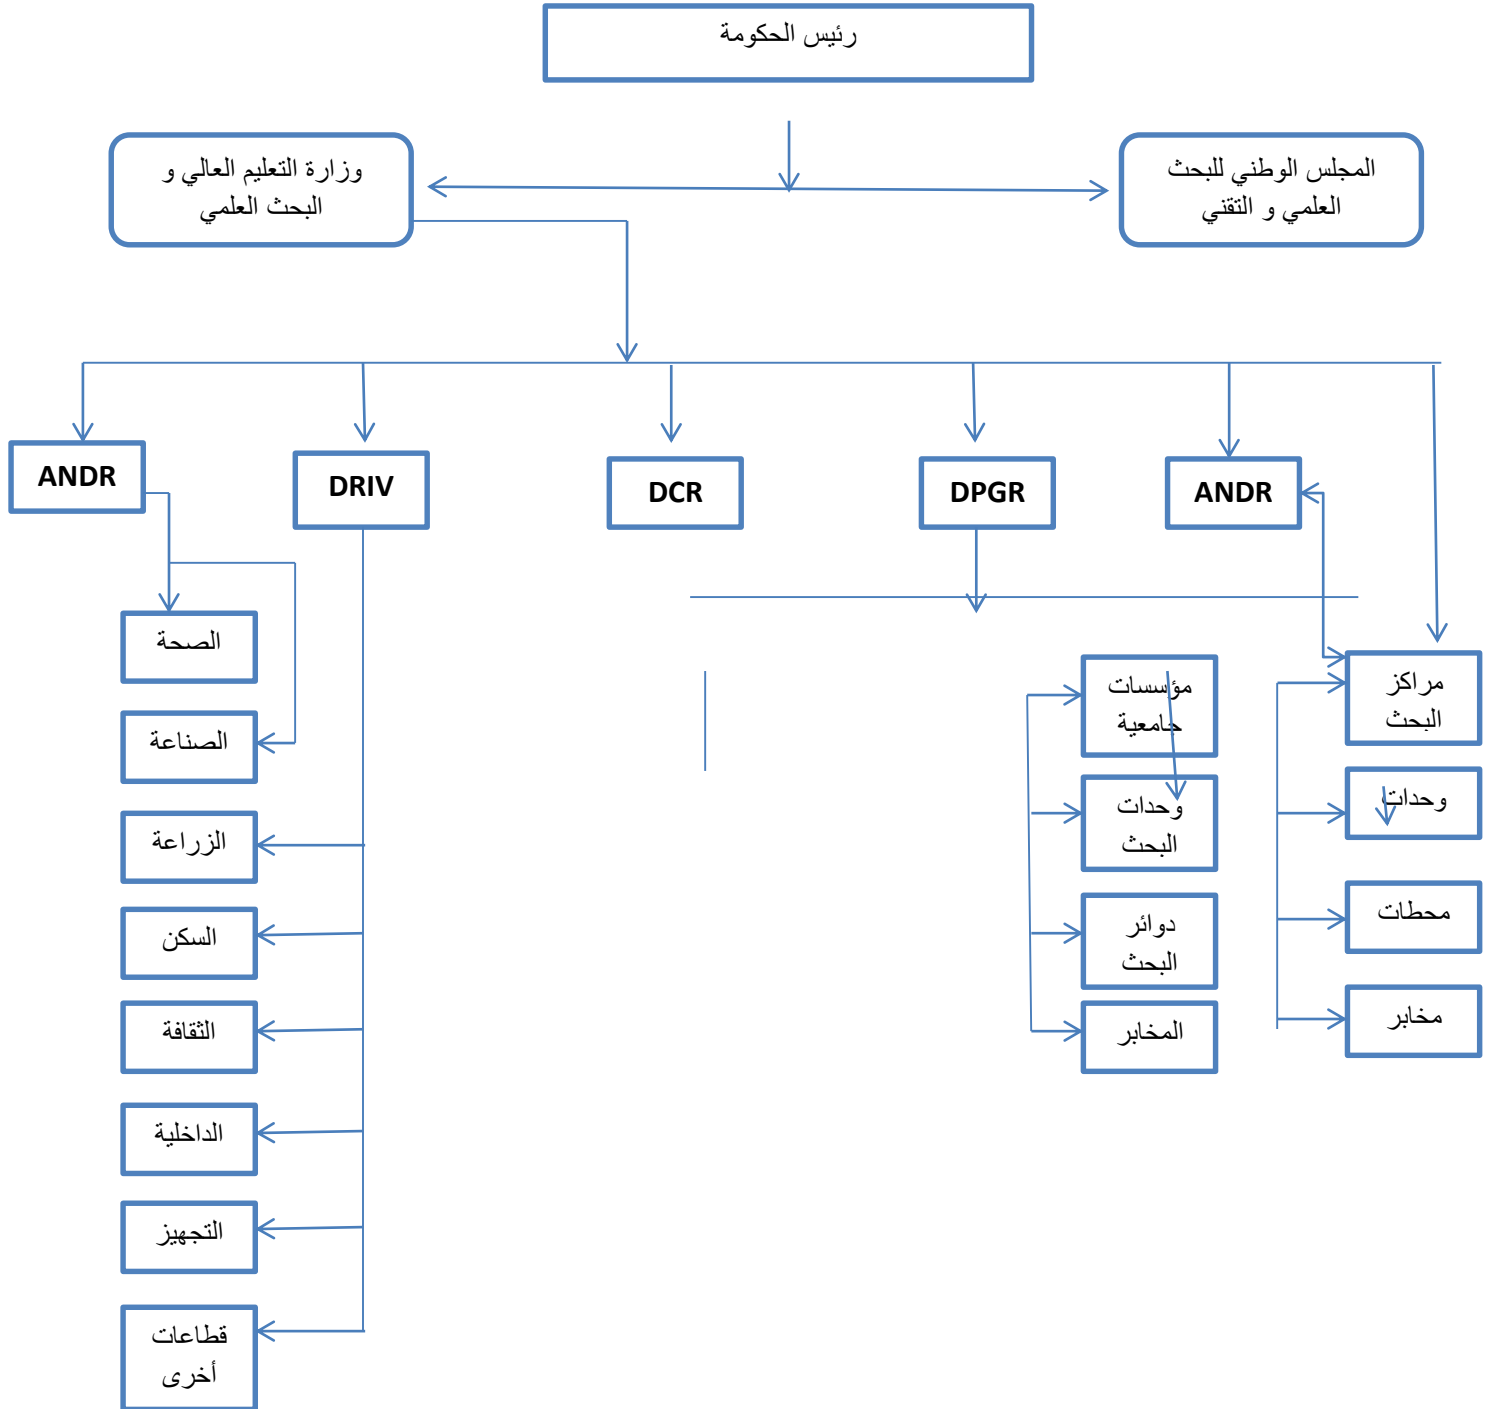 رئيس الحكومة
المجلس الوطني للبحث
العلمي و التقني
وزارة التعليم العالي و
البحث العلمي
ANDR
DRIV
DCR
DPGR
ANDR
الصحة
الصناعة
الزراعة
السكن
الثقافة
الداخلية
التجهيز
قطاعات
أخرى
مؤسسات
جامعية
وحدات
البحث
دوائر
البحث
المخابر
مراكز
البحث
وحدات
محطات
مخابر